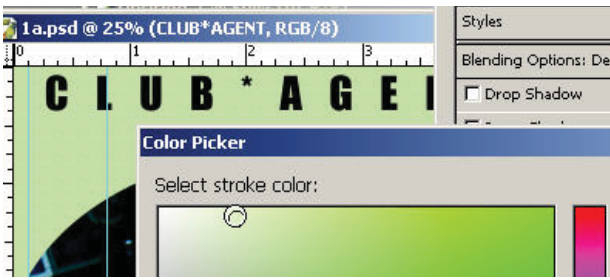 1a.psd @ 25% (CLUB*AGENT, RGB/8)
Styles
0 1 2 3
Blending Options: De
C L U B * A G E
Drop Shadow
Color Picker
Select stroke color: